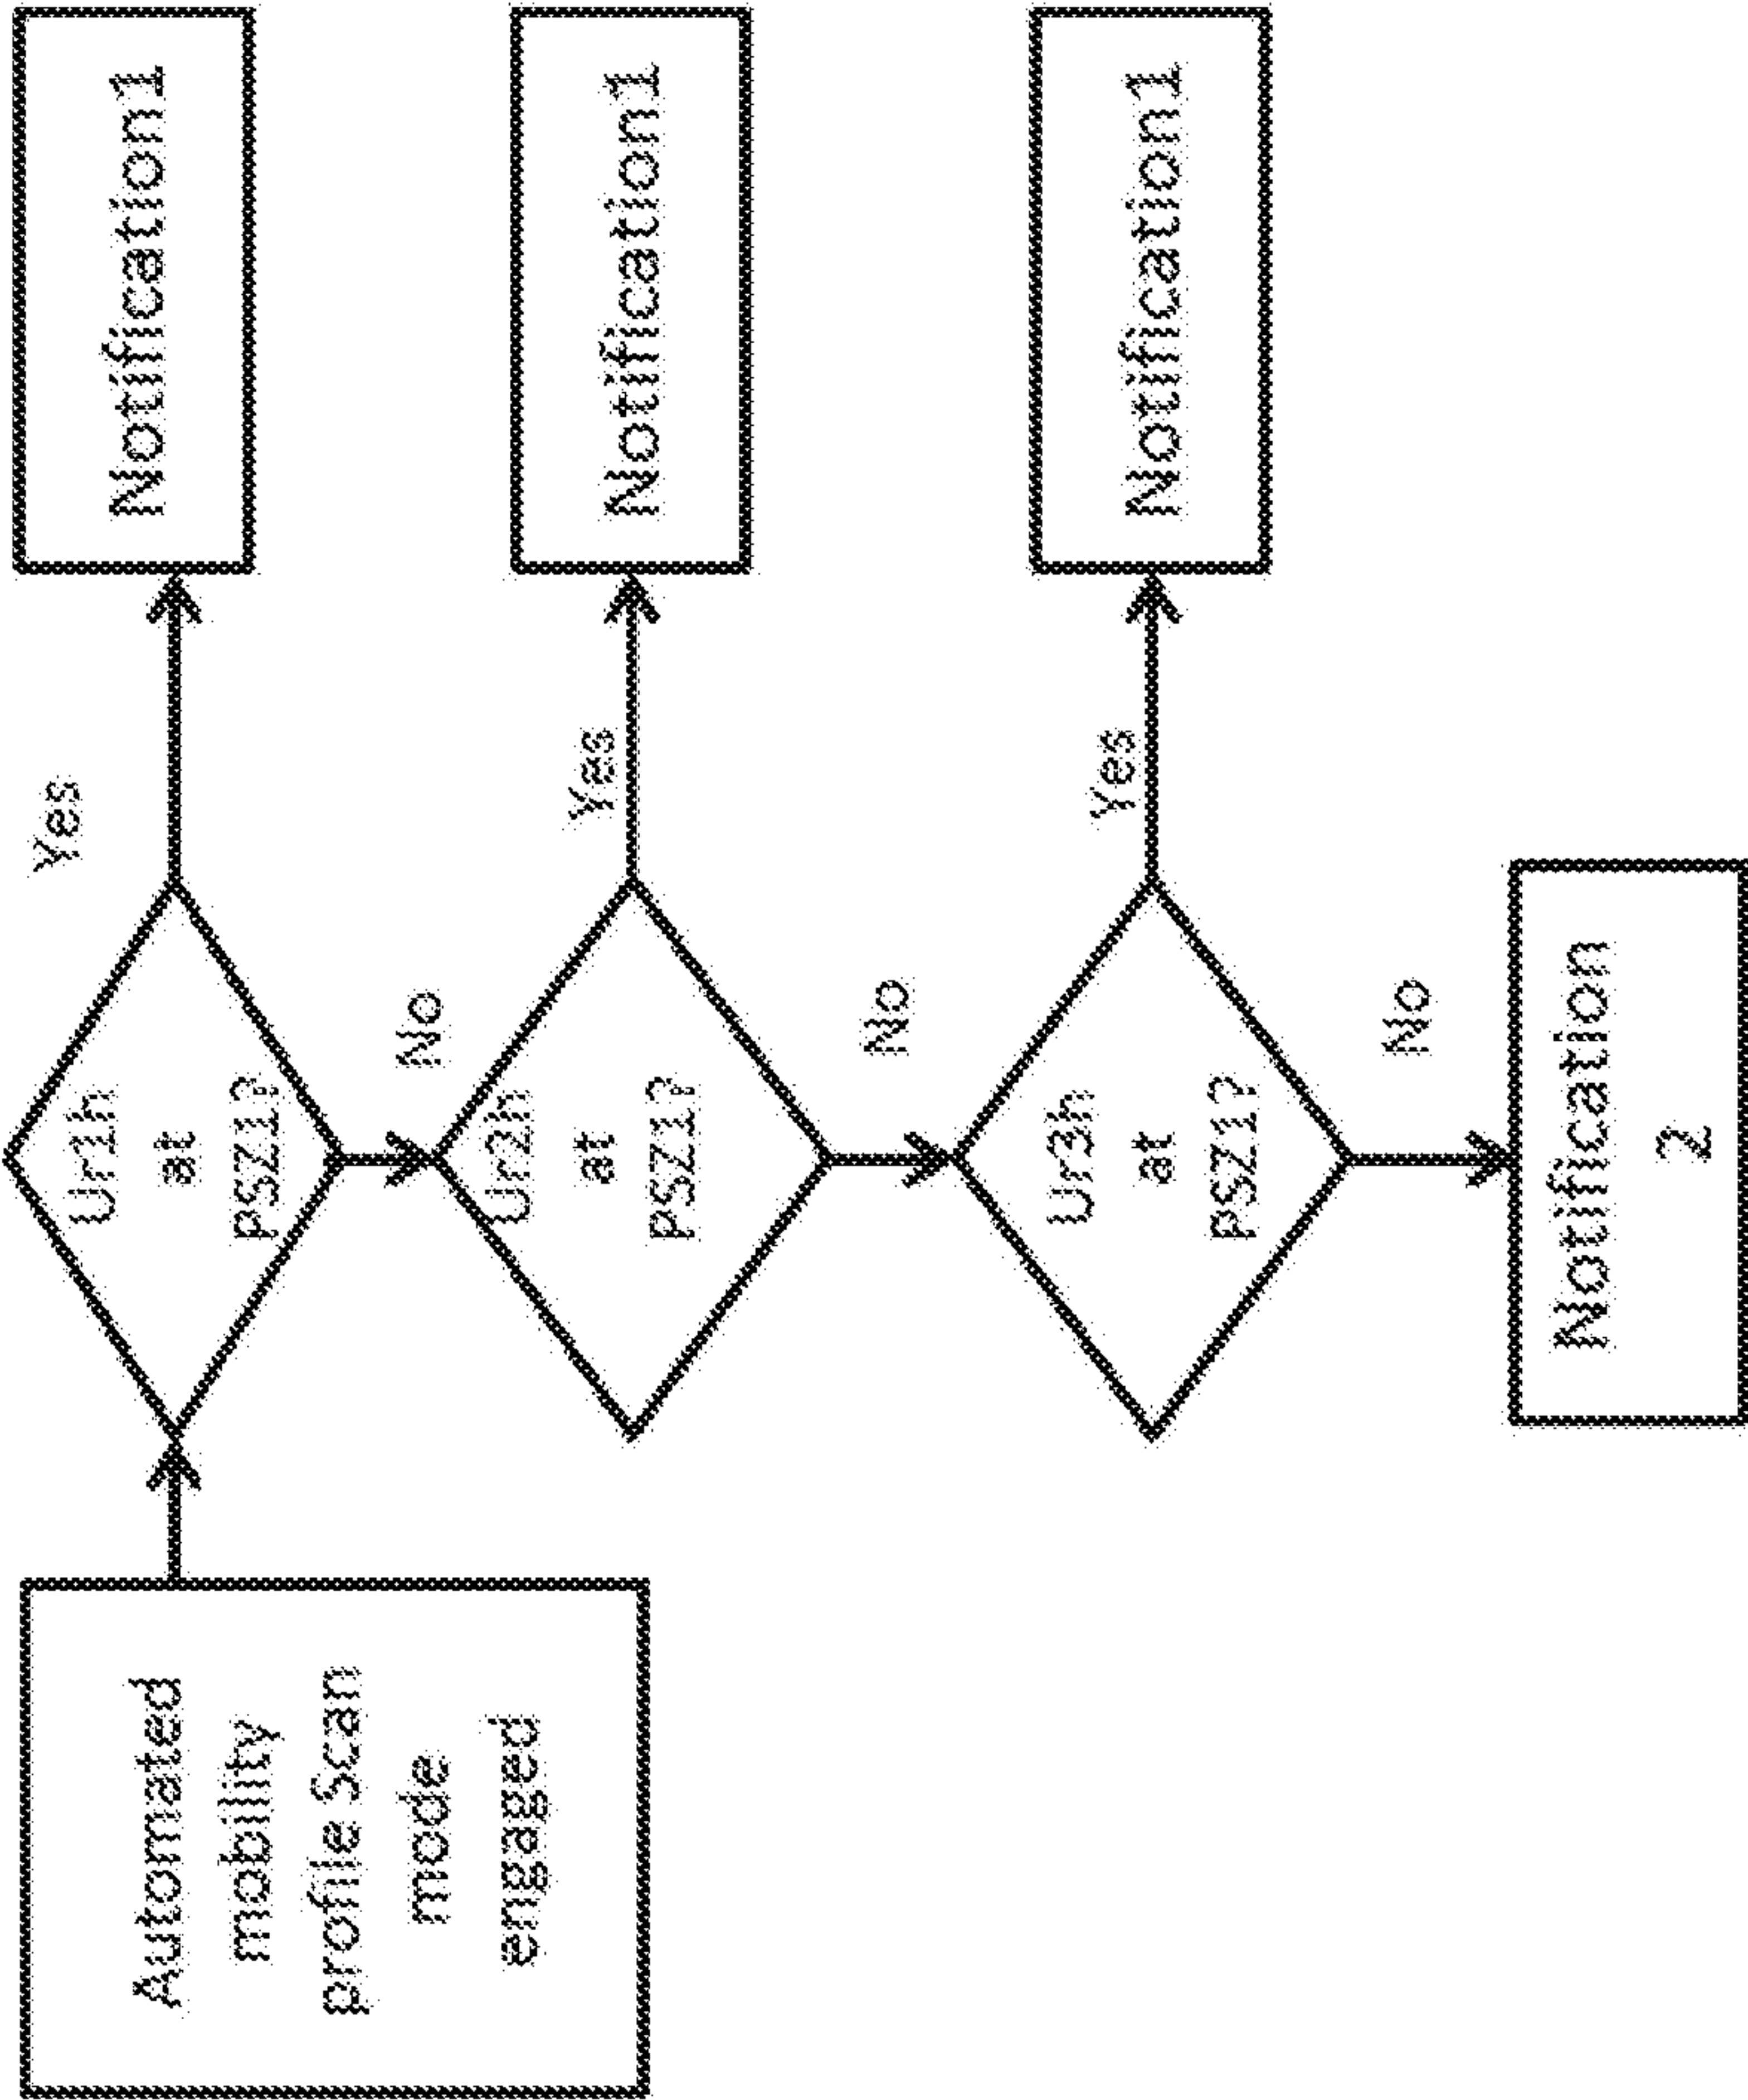 Automated
mobility
profile Scan
mode
engaged
Ur1h
at
pSZ1?
Yes
Notification1
No
Ur2h
at
pSZ1?
Yes
Notification1
No
Ur3h
at
pSZ1?
Yes
Notification1
No
Notification
2